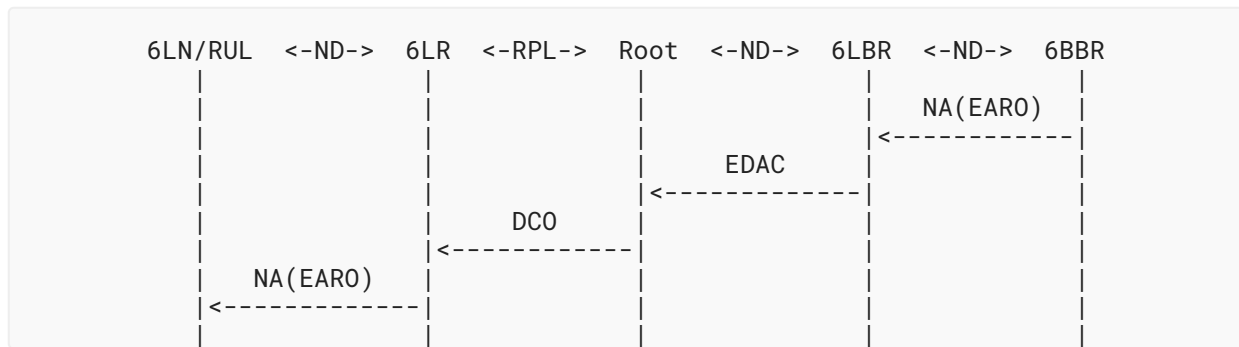 6LN/RUL <-ND-> 6LR <-RPL-> Root <-ND-> 6LBR <-ND-> 6BBR
NA(EARO)
EDAC
DCO
NA(EARO)